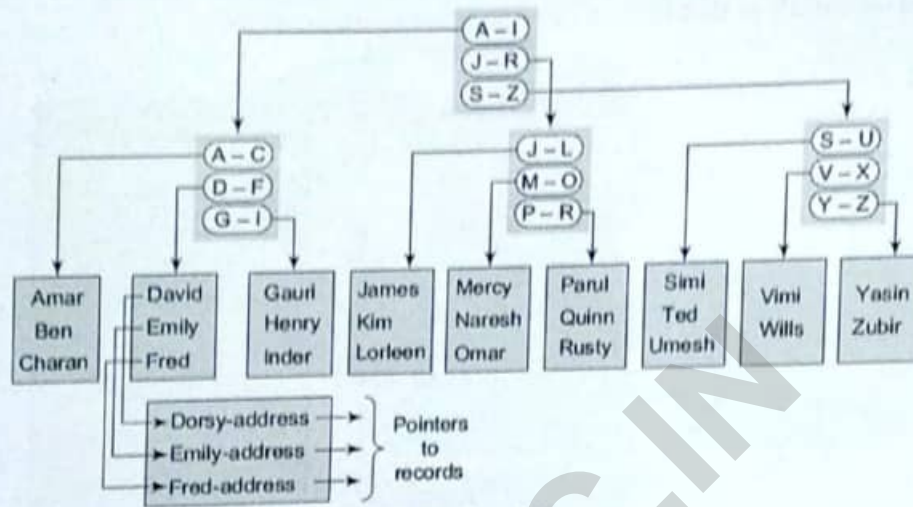 A – I
J – R
S – Z
A – C
D – F
G – I
J – L
M – O
P – R
S – U
V – X
Y – Z
Amar
Ben
Charan
David
Emily
Fred
Gauri
Henry
Inder
James
Kim
Lorleen
Mercy
Naresh
Omar
Parul
Quinn
Rusty
Simi
Ted
Umesh
Vimi
Wills
Yasin
Zubir
Dorsy-address
Emily-address
Fred-address
Pointers
to
records
C.IN